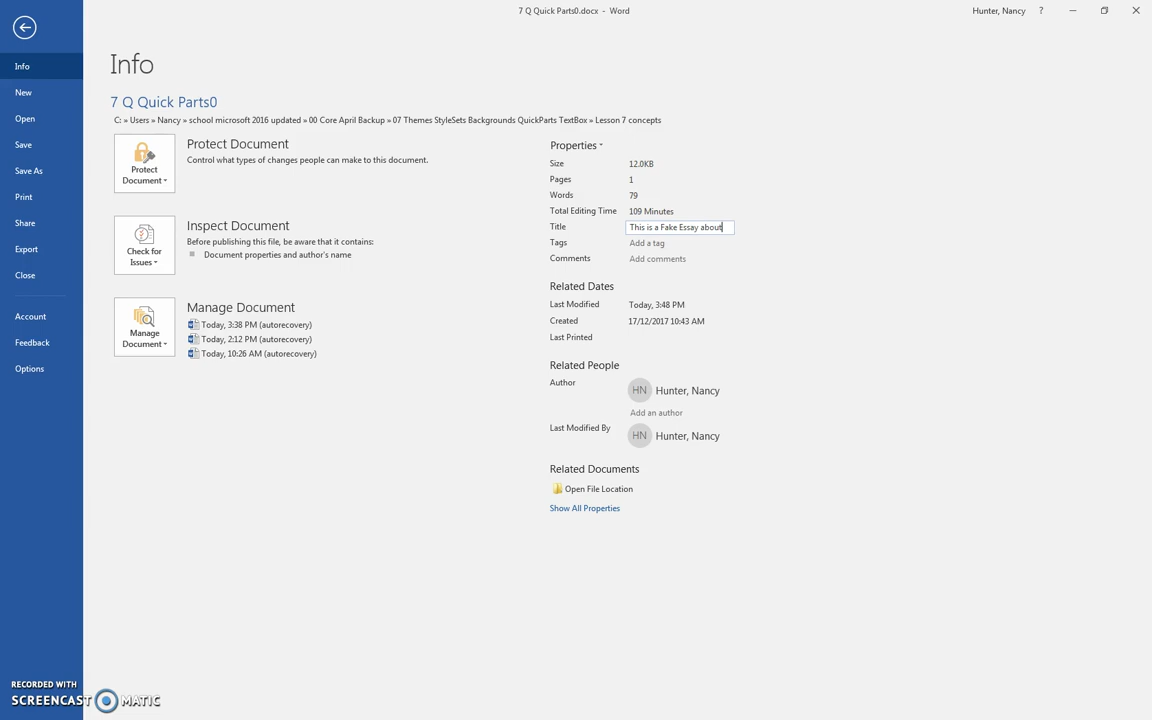 7 Q Quick Parts0.docx - Word
Hunter, Nancy ?
Info
New
Open
Save
Save As
Print
Share
Export
Close
Account
Feedback
Options
Info
7 Q Quick Parts0
C: » Users » Nancy » school microsoft 2016 updated » 00 Core April Backup » 07 Themes StyleSets Backgrounds QuickParts TextBox » Lesson 7 concepts
Protect Document
Protect Document
Control what types of changes people can make to this document.
Check for Issues
Inspect Document
Before publishing this file, be aware that it contains:
Document properties and author's name
Manage Document
Manage Document
Today, 3:38 PM (autorecovery)
Today, 2:12 PM (autorecovery)
Today, 10:26 AM (autorecovery)
Properties
Size 12.0KB
Pages 1
Words 79
Total Editing Time 109 Minutes
Title This is a Fake Essay about
Tags Add a tag
Comments Add comments
Related Dates
Last Modified Today, 3:48 PM
Created 17/12/2017 10:43 AM
Last Printed
Related People
Author HN Hunter, Nancy
Add an author
Last Modified By HN Hunter, Nancy
Related Documents
Open File Location
Show All Properties
RECORDED WITH
SCREENCAST MATIC